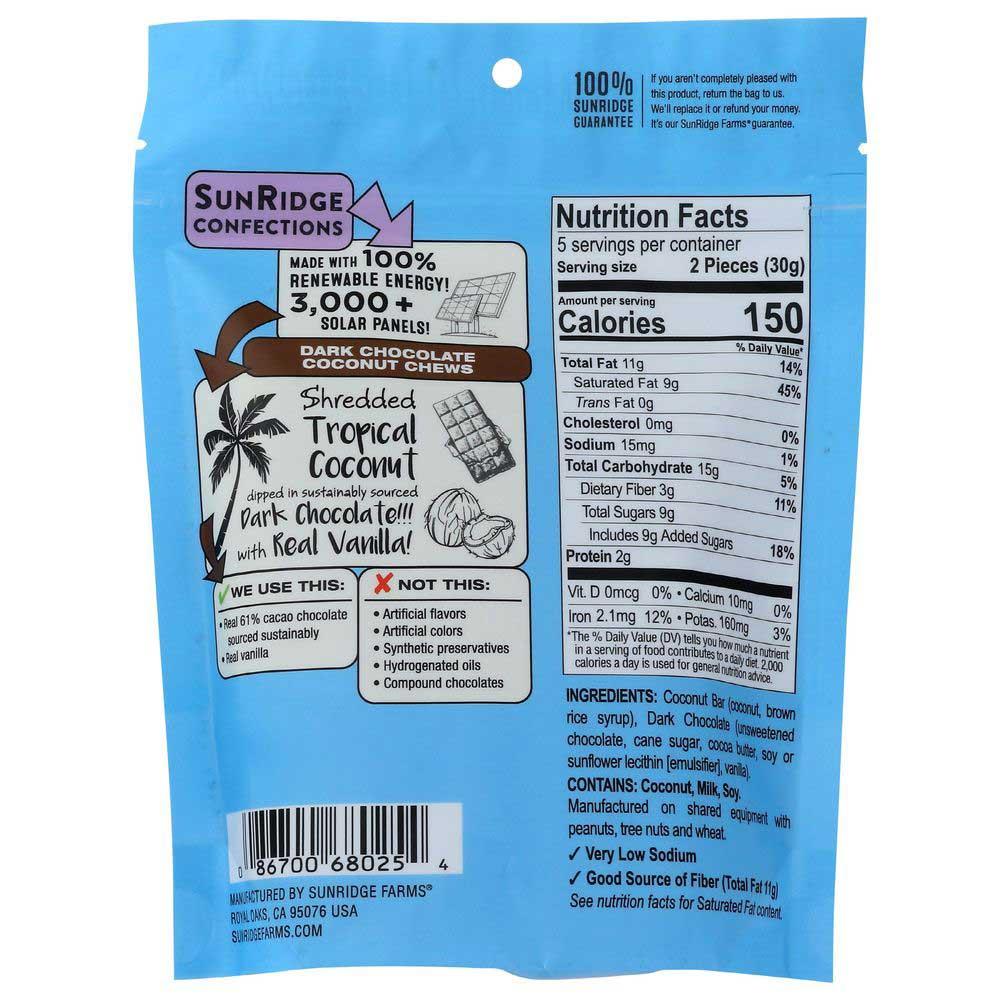 100%
SUNRIDGE
GUARANTEE
If you aren't completely pleased with
this product, return the bag to us.
We'll replace it or refund your money.
It's our SunRidge Farms® guarantee.
SUNRIDGE
CONFECTIONS
MADE WITH 100%
RENEWABLE ENERGY!
3,000+
SOLAR PANELS!
DARK CHOCOLATE
COCONUT CHEWS
Shredded
Tropical
Coconut
dipped in sustainably sourced
Dark Chocolate!!!
with Real Vanilla!
WE USE THIS:
• Real 61% cacao chocolate
sourced sustainably
• Real vanilla
NOT THIS:
• Artificial flavors
• Artificial colors
• Synthetic preservatives
• Hydrogenated oils
• Compound chocolates
Nutrition Facts
5 servings per container
Serving size 2 Pieces (30g)
Amount per serving
Calories 150
% Daily Value*
Total Fat 11g 14%
Saturated Fat 9g 45%
Trans Fat 0g
Cholesterol 0mg 0%
Sodium 15mg 1%
Total Carbohydrate 15g 5%
Dietary Fiber 3g 11%
Total Sugars 9g
Includes 9g Added Sugars 18%
Protein 2g
Vit. D 0mcg 0% • Calcium 10mg 0%
Iron 2.1mg 12% • Potas. 160mg 3%
*The % Daily Value (DV) tells you how much a nutrient
in a serving of food contributes to a daily diet. 2,000
calories a day is used for general nutrition advice.
INGREDIENTS: Coconut Bar (coconut, brown
rice syrup), Dark Chocolate (unsweetened
chocolate, cane sugar, cocoa butter, soy or
sunflower lecithin [emulsifier], vanilla).
CONTAINS: Coconut, Milk, Soy.
Manufactured on shared equipment with
peanuts, tree nuts and wheat.
✓ Very Low Sodium
✓ Good Source of Fiber (Total Fat 11g)
See nutrition facts for Saturated Fat content.
0 86700 68025 4
MANUFACTURED BY SUNRIDGE FARMS®
ROYAL OAKS, CA 95076 USA
SUNRIDGEFARMS.COM